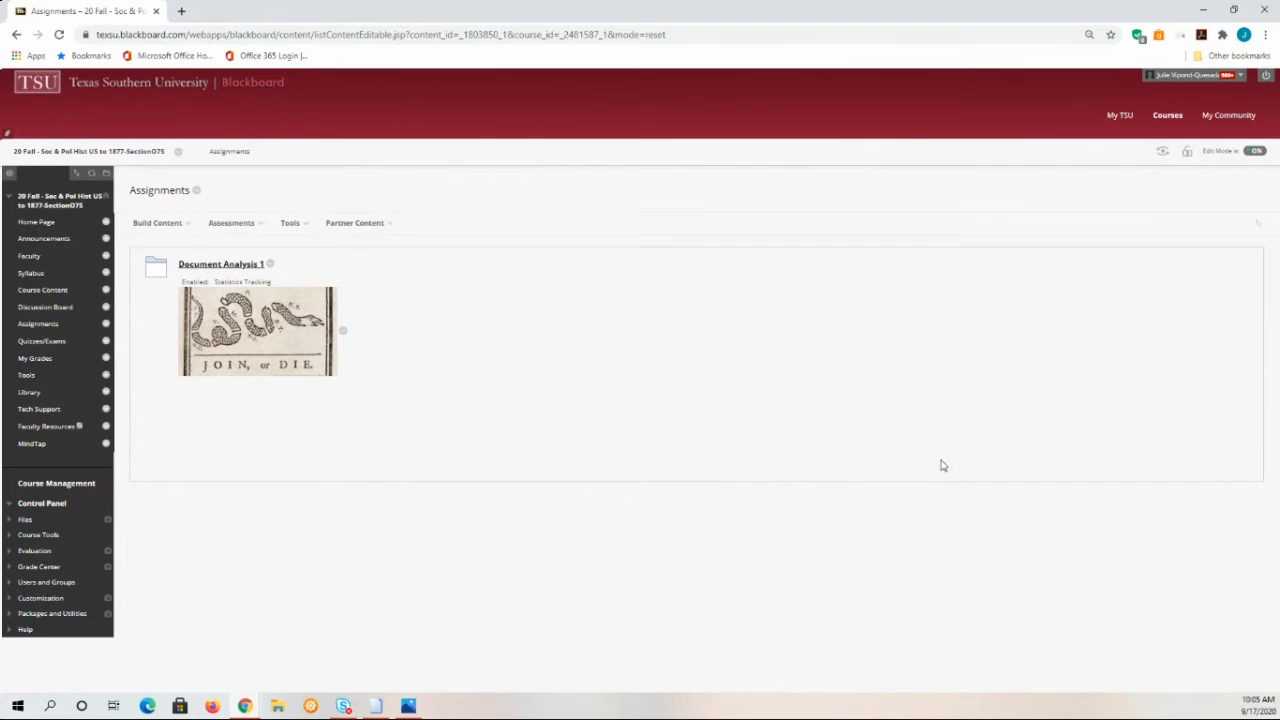 Assignments – 20 Fall - Soc & Po
texsu.blackboard.com/webapps/blackboard/content/listContentEditable.jsp?content_id=_1803850_1&course_id=_2481587_1&mode=reset
Apps Bookmarks Microsoft Office Ho... Office 365 Login |... Other bookmarks
TSU Texas Southern University | Blackboard
Julie Vipond-Quesada
My TSU Courses My Community
20 Fall - Soc & Pol Hist US to 1877-Section07S Assignments Edit Mode is: ON
20 Fall - Soc & Pol Hist US
to 1877-Section07S
Assignments
Home Page
Announcements
Faculty
Syllabus
Course Content
Discussion Board
Assignments
Quizzes/Exams
My Grades
Tools
Library
Tech Support
Faculty Resources
MindTap
Course Management
Control Panel
Files
Course Tools
Evaluation
Grade Center
Users and Groups
Customization
Packages and Utilities
Help
Build Content Assessments Tools Partner Content
Document Analysis 1
Enabled: Statistics Tracking
JOIN, or DIE.
10:05 AM
9/17/2020